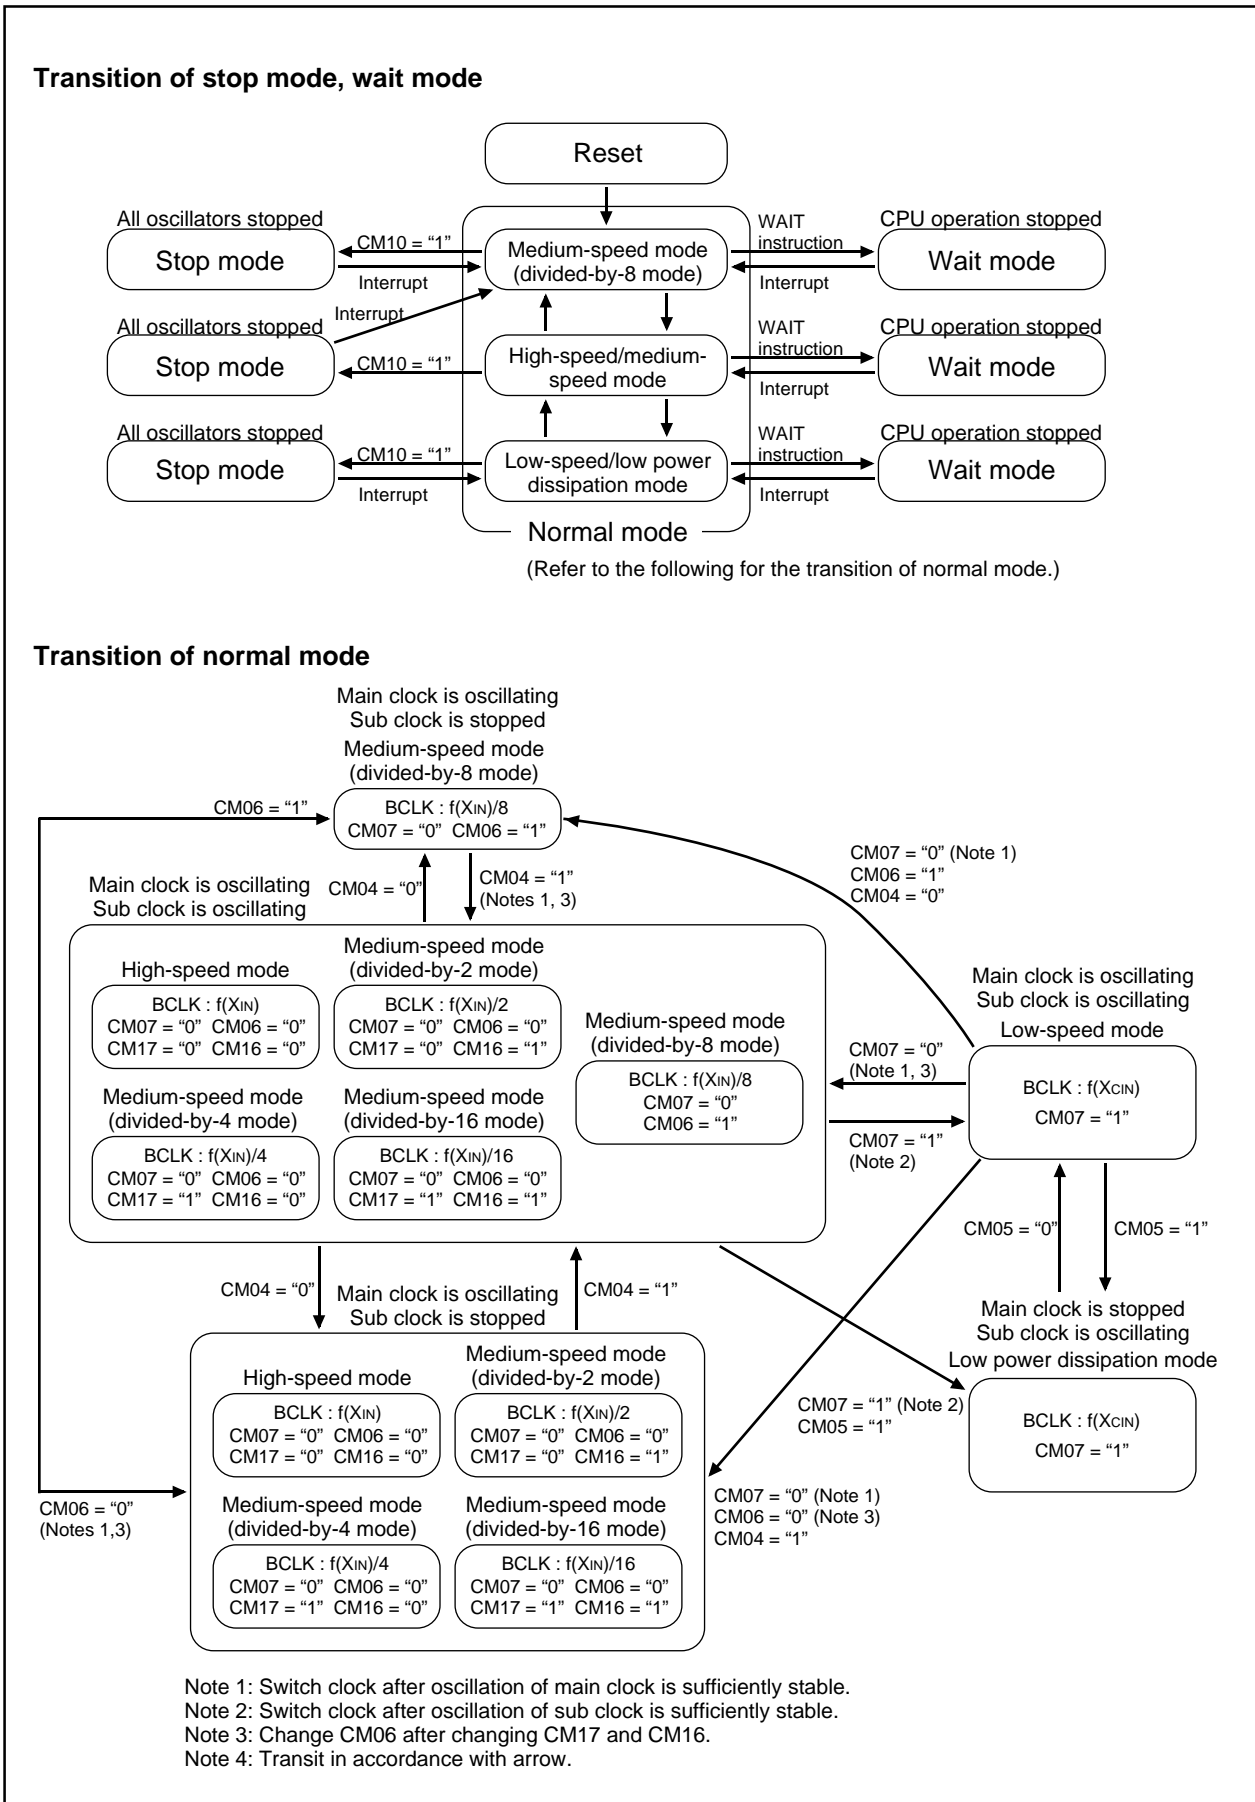 Transition of stop mode, wait mode
Reset
All oscillators stopped
Stop mode
CM10 = “1”
Interrupt
Medium-speed mode
(divided-by-8 mode)
WAIT
instruction
Interrupt
CPU operation stopped
Wait mode
Interrupt
All oscillators stopped
Stop mode
CM10 = “1”
High-speed/medium-
speed mode
WAIT
instruction
Interrupt
CPU operation stopped
Wait mode
All oscillators stopped
Stop mode
CM10 = “1”
Interrupt
Low-speed/low power
dissipation mode
WAIT
instruction
Interrupt
CPU operation stopped
Wait mode
Normal mode
(Refer to the following for the transition of normal mode.)
Transition of normal mode
Main clock is oscillating
Sub clock is stopped
Medium-speed mode
(divided-by-8 mode)
CM06 = “1”
BCLK : f(XIN)/8
CM07 = “0” CM06 = “1”
CM07 = “0” (Note 1)
CM06 = “1”
CM04 = “0”
Main clock is oscillating
Sub clock is oscillating
CM04 = “0”
CM04 = “1”
(Notes 1, 3)
High-speed mode
BCLK : f(XIN)
CM07 = “0” CM06 = “0”
CM17 = “0” CM16 = “0”
Medium-speed mode
(divided-by-2 mode)
BCLK : f(XIN)/2
CM07 = “0” CM06 = “0”
CM17 = “0” CM16 = “1”
Medium-speed mode
(divided-by-8 mode)
BCLK : f(XIN)/8
CM07 = “0”
CM06 = “1”
Medium-speed mode
(divided-by-4 mode)
BCLK : f(XIN)/4
CM07 = “0” CM06 = “0”
CM17 = “1” CM16 = “0”
Medium-speed mode
(divided-by-16 mode)
BCLK : f(XIN)/16
CM07 = “0” CM06 = “0”
CM17 = “1” CM16 = “1”
CM07 = “0”
(Note 1, 3)
CM07 = “1”
(Note 2)
Main clock is oscillating
Sub clock is oscillating
Low-speed mode
BCLK : f(XCIN)
CM07 = “1”
CM05 = “0”
CM05 = “1”
Main clock is stopped
Sub clock is oscillating
Low power dissipation mode
BCLK : f(XCIN)
CM07 = “1”
CM07 = “1” (Note 2)
CM05 = “1”
CM04 = “0”
Main clock is oscillating
Sub clock is stopped
CM04 = “1”
High-speed mode
BCLK : f(XIN)
CM07 = “0” CM06 = “0”
CM17 = “0” CM16 = “0”
Medium-speed mode
(divided-by-2 mode)
BCLK : f(XIN)/2
CM07 = “0” CM06 = “0”
CM17 = “0” CM16 = “1”
CM06 = “0”
(Notes 1,3)
Medium-speed mode
(divided-by-4 mode)
BCLK : f(XIN)/4
CM07 = “0” CM06 = “0”
CM17 = “1” CM16 = “0”
Medium-speed mode
(divided-by-16 mode)
BCLK : f(XIN)/16
CM07 = “0” CM06 = “0”
CM17 = “1” CM16 = “1”
CM07 = “0” (Note 1)
CM06 = “0” (Note 3)
CM04 = “1”
Note 1: Switch clock after oscillation of main clock is sufficiently stable.
Note 2: Switch clock after oscillation of sub clock is sufficiently stable.
Note 3: Change CM06 after changing CM17 and CM16.
Note 4: Transit in accordance with arrow.